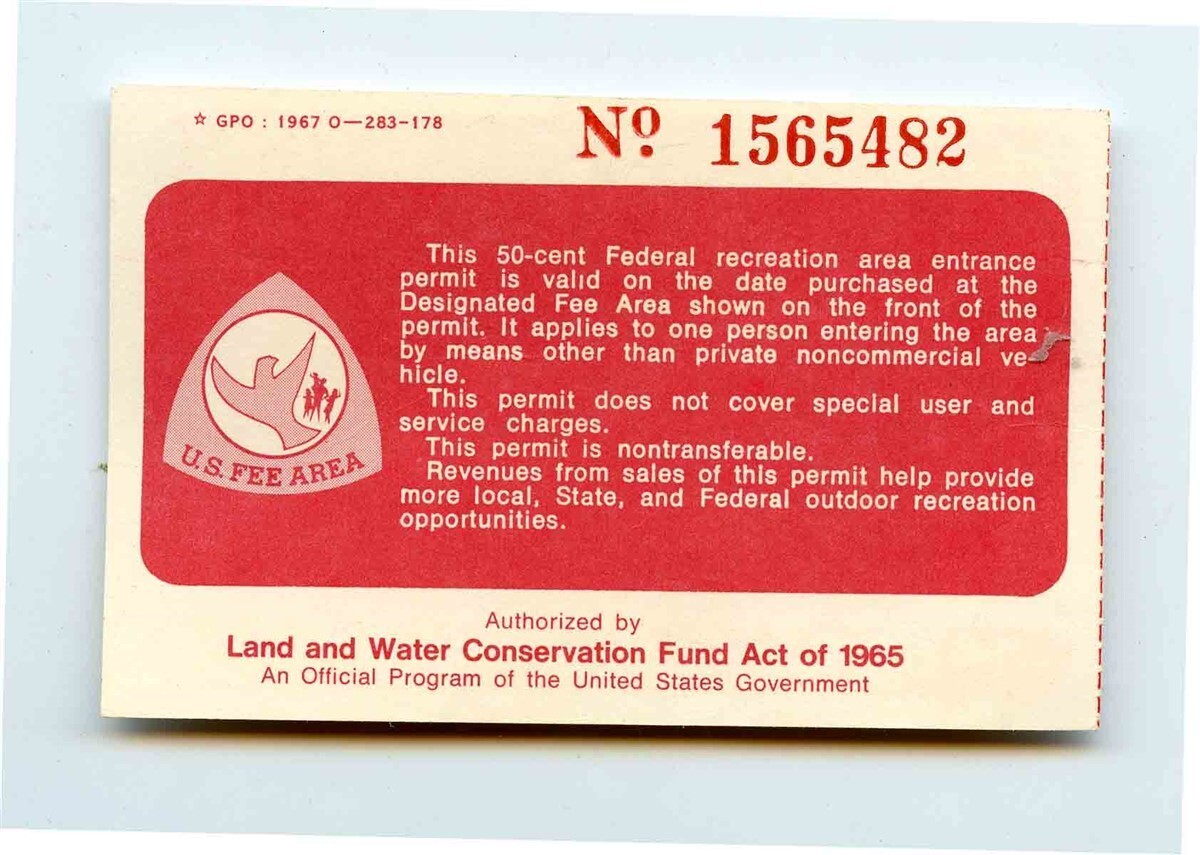 ☆ GPO : 1967 O—283-178
Nº 1565482
This 50-cent Federal recreation area entrance
permit is valid on the date purchased at the
Designated Fee Area shown on the front of the
permit. It applies to one person entering the area
by means other than private noncommercial ve-
hicle.
This permit does not cover special user and
service charges.
This permit is nontransferable.
Revenues from sales of this permit help provide
more local, State, and Federal outdoor recreation
opportunities.
U.S. FEE AREA
Authorized by
Land and Water Conservation Fund Act of 1965
An Official Program of the United States Government